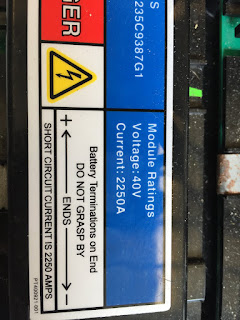 S
235C9387G1
GER
Module Ratings
Voltage: 40V
Current: 2250A
Battery Terminations on End
DO NOT GRASP BY
+ ENDS -
SHORT CIRCUIT CURRENT IS 2250 AMPS